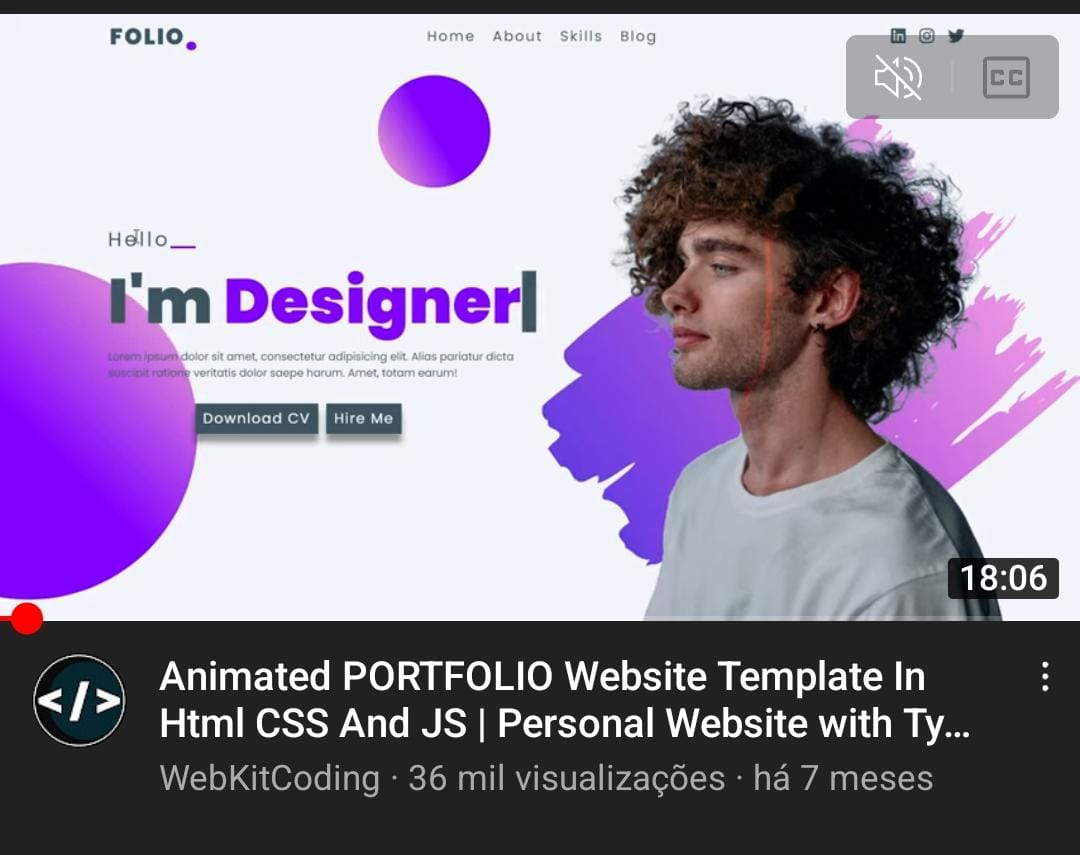 FOLIO.
Home About Skills Blog
CC
Hello__
I'm Designer|
Lorem ipsum dolor sit amet, consectetur adipisicing elit. Alias pariatur dicta
suscipit ratione veritatis dolor saepe harum. Amet, totam earum!
Download CV Hire Me
18:06
</> Animated PORTFOLIO Website Template In
Html CSS And JS | Personal Website with Ty...
WebKitCoding · 36 mil visualizações · há 7 meses